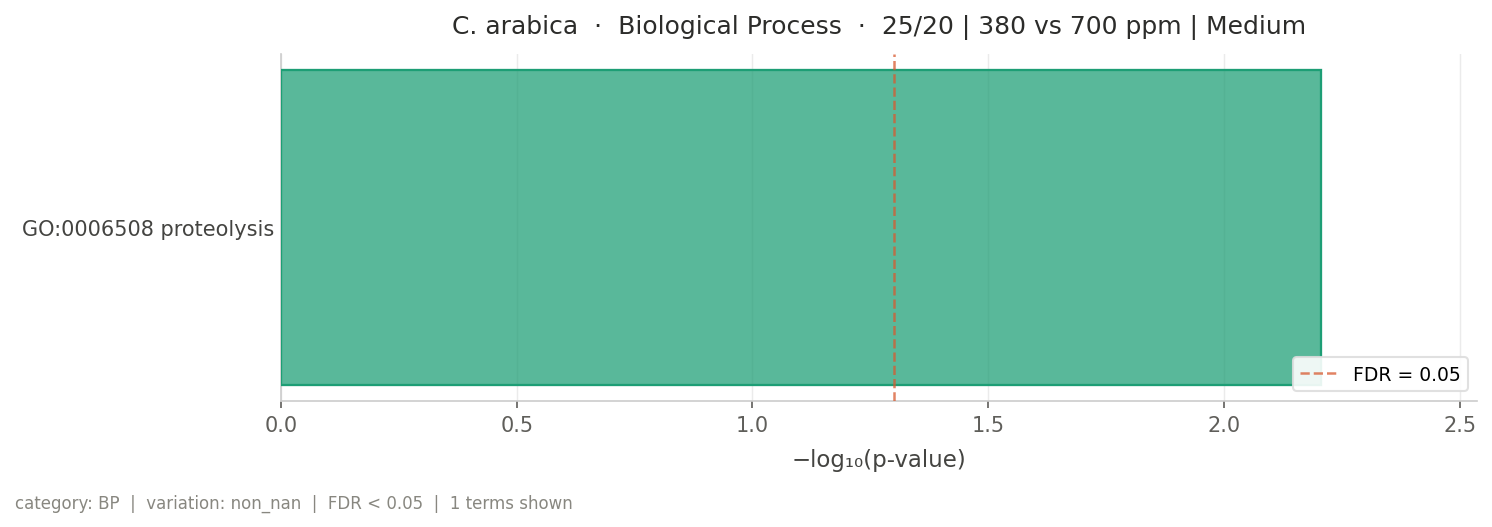 C. arabica · Biological Process · 25/20 | 380 vs 700 ppm | Medium
GO:0006508 proteolysis
FDR = 0.05
0.0 0.5 1.0 1.5 2.0 2.5
−log₁₀(p-value)
category: BP | variation: non_nan | FDR < 0.05 | 1 terms shown